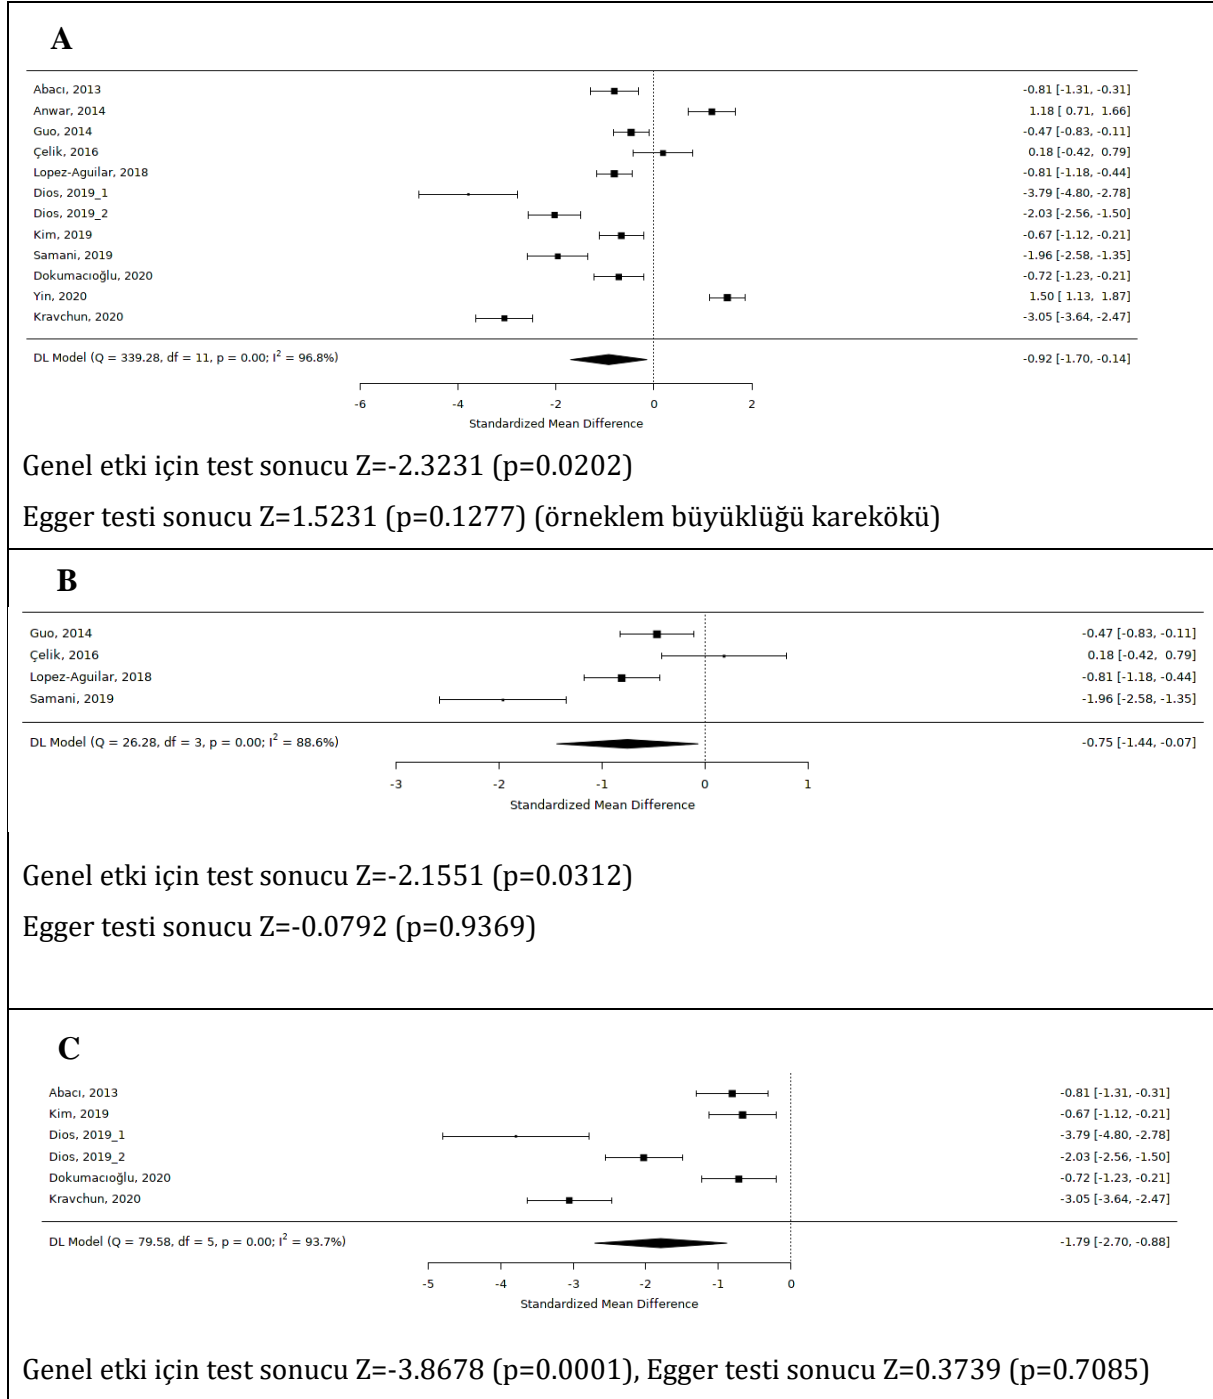 A
Abacı, 2013 -0.81 [-1.31, -0.31]
Anwar, 2014 1.18 [ 0.71, 1.66]
Guo, 2014 -0.47 [-0.83, -0.11]
Çelik, 2016 0.18 [-0.42, 0.79]
Lopez-Aguilar, 2018 -0.81 [-1.18, -0.44]
Dios, 2019_1 -3.79 [-4.80, -2.78]
Dios, 2019_2 -2.03 [-2.56, -1.50]
Kim, 2019 -0.67 [-1.12, -0.21]
Samani, 2019 -1.96 [-2.58, -1.35]
Dokumacıoğlu, 2020 -0.72 [-1.23, -0.21]
Yin, 2020 1.50 [ 1.13, 1.87]
Kravchun, 2020 -3.05 [-3.64, -2.47]
DL Model (Q = 339.28, df = 11, p = 0.00; I² = 96.8%) -0.92 [-1.70, -0.14]
-6 -4 -2 0 2
Standardized Mean Difference
Genel etki için test sonucu Z=-2.3231 (p=0.0202)
Egger testi sonucu Z=1.5231 (p=0.1277) (örneklem büyüklüğü karekökü)
B
Guo, 2014 -0.47 [-0.83, -0.11]
Çelik, 2016 0.18 [-0.42, 0.79]
Lopez-Aguilar, 2018 -0.81 [-1.18, -0.44]
Samani, 2019 -1.96 [-2.58, -1.35]
DL Model (Q = 26.28, df = 3, p = 0.00; I² = 88.6%) -0.75 [-1.44, -0.07]
-3 -2 -1 0 1
Standardized Mean Difference
Genel etki için test sonucu Z=-2.1551 (p=0.0312)
Egger testi sonucu Z=-0.0792 (p=0.9369)
C
Abacı, 2013 -0.81 [-1.31, -0.31]
Kim, 2019 -0.67 [-1.12, -0.21]
Dios, 2019_1 -3.79 [-4.80, -2.78]
Dios, 2019_2 -2.03 [-2.56, -1.50]
Dokumacıoğlu, 2020 -0.72 [-1.23, -0.21]
Kravchun, 2020 -3.05 [-3.64, -2.47]
DL Model (Q = 79.58, df = 5, p = 0.00; I² = 93.7%) -1.79 [-2.70, -0.88]
-5 -4 -3 -2 -1 0
Standardized Mean Difference
Genel etki için test sonucu Z=-3.8678 (p=0.0001), Egger testi sonucu Z=0.3739 (p=0.7085)